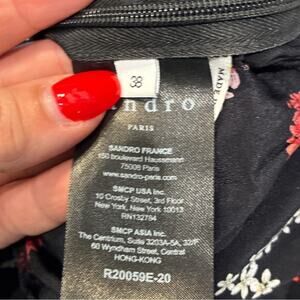 38
andro
PARIS
SANDRO FRANCE
150 boulevard Haussmann
75008 Paris
www.sandro-paris.com
SMCP USA Inc.
10 Crosby Street, 3rd Floor
New York, New York 10013
RN132784
SMCP ASIA Inc.
The Centrium, Suite 3203A-5A, 32/F
60 Wyndham Street, Central
HONG-KONG
R20059E-20
MADE